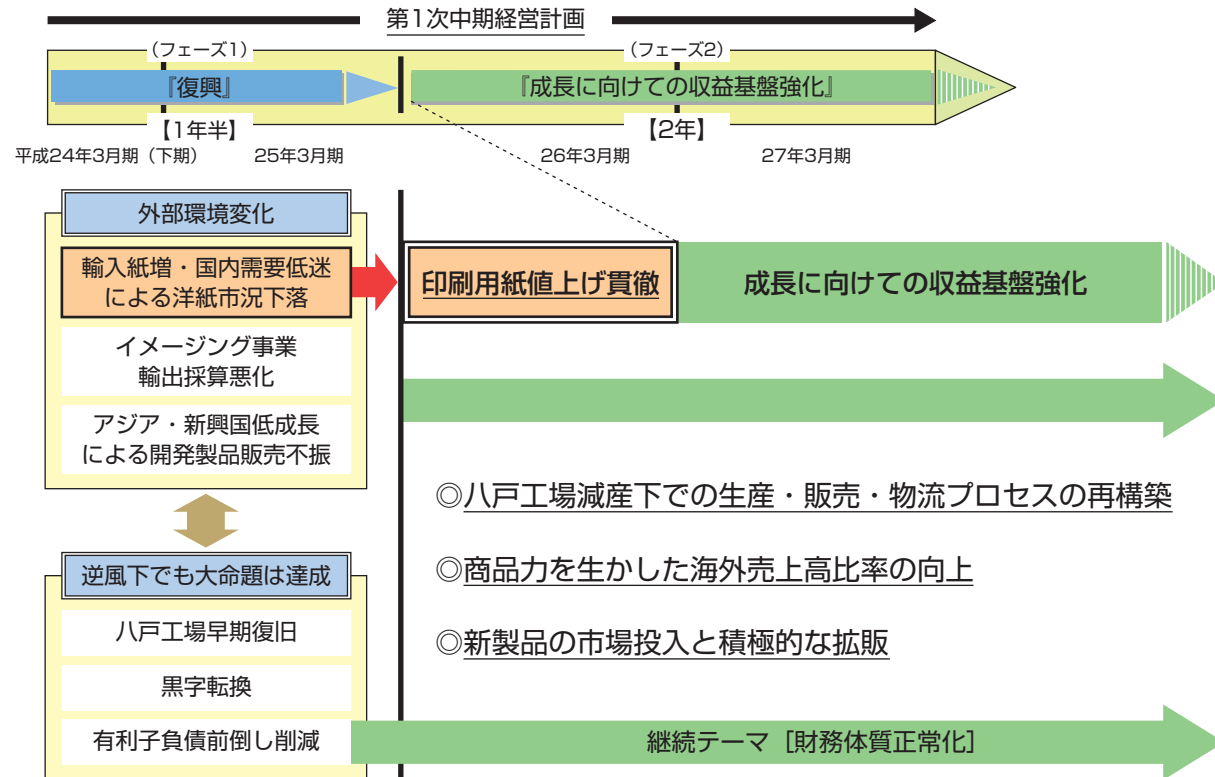 第1次中期経営計画
（フェーズ1）
（フェーズ2）
『復興』
『成長に向けての収益基盤強化』
【1年半】
【2年】
平成24年3月期（下期）
25年3月期
26年3月期
27年3月期
外部環境変化
輸入紙増・国内需要低迷
による洋紙市況下落
イメージング事業
輸出採算悪化
アジア・新興国低成長
による開発製品販売不振
印刷用紙値上げ貫徹
成長に向けての収益基盤強化
◎八戸工場減産下での生産・販売・物流プロセスの再構築
◎商品力を生かした海外売上高比率の向上
◎新製品の市場投入と積極的な拡販
逆風下でも大命題は達成
八戸工場早期復旧
黒字転換
有利子負債前倒し削減
継続テーマ［財務体質正常化］